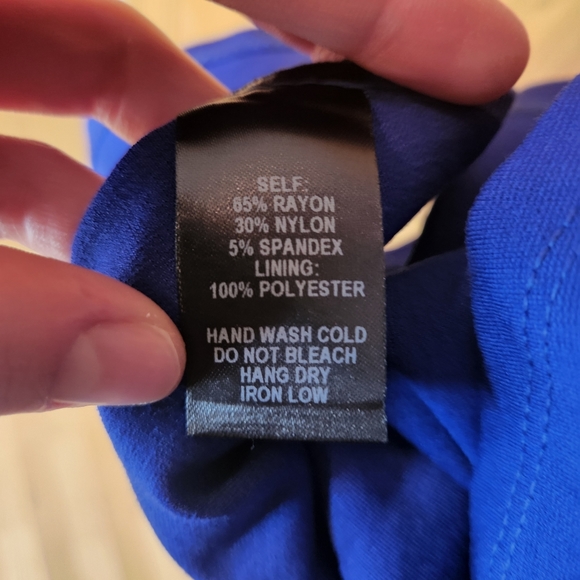 SELF:
65% RAYON
30% NYLON
5% SPANDEX
LINING:
100% POLYESTER
HAND WASH COLD
DO NOT BLEACH
HANG DRY
IRON LOW